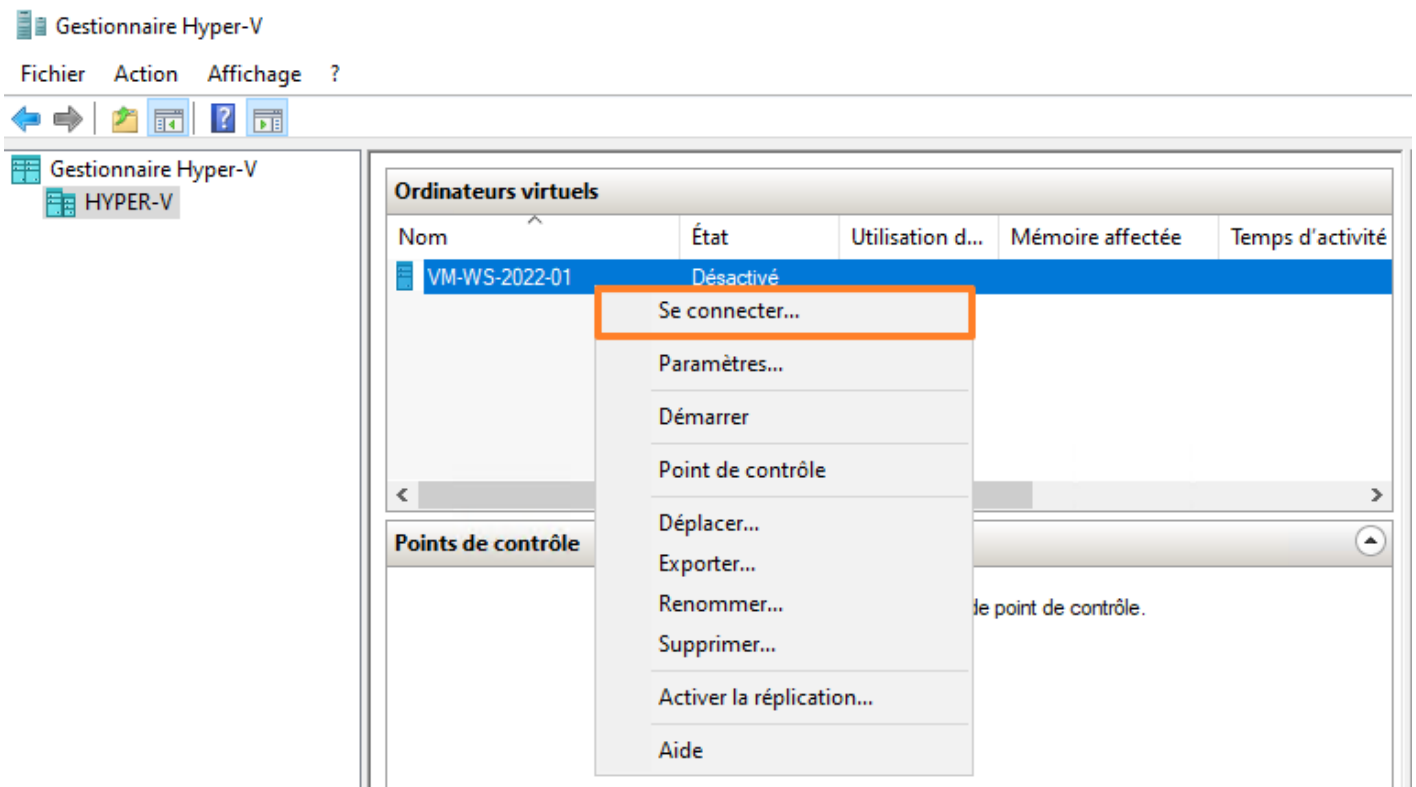 Gestionnaire Hyper-V
Fichier Action Affichage ?
Gestionnaire Hyper-V
HYPER-V
Ordinateurs virtuels
Nom État Utilisation d... Mémoire affectée Temps d'activité
VM-WS-2022-01 Désactivé
Se connecter...
Paramètres...
Démarrer
Point de contrôle
Déplacer...
Exporter...
Renommer...
Supprimer...
Activer la réplication...
Aide
Points de contrôle
de point de contrôle.